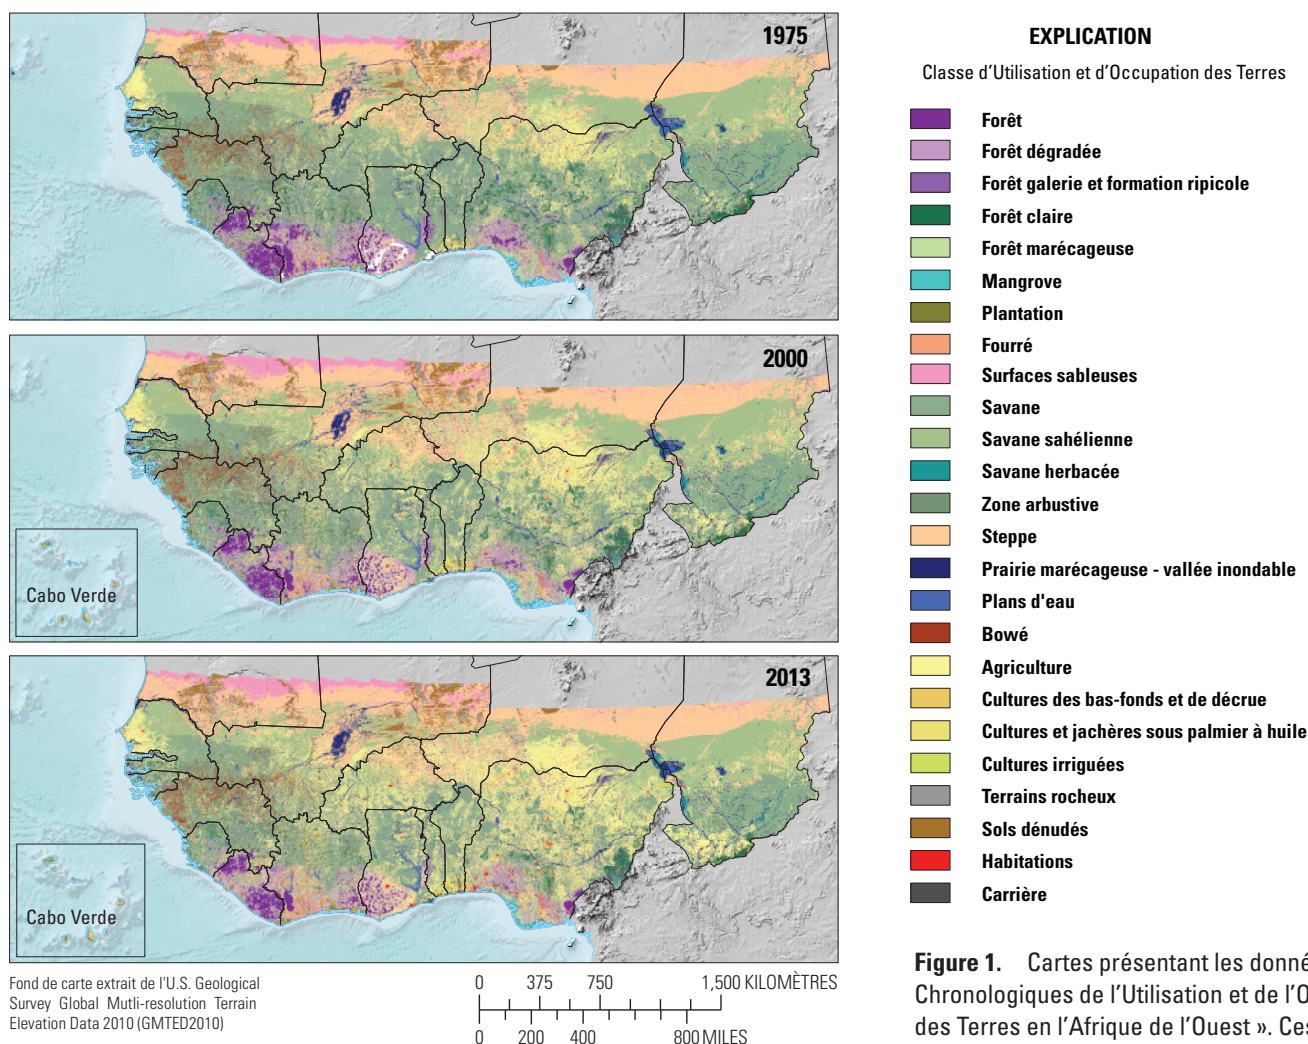 1975
2000
Cabo Verde
2013
Cabo Verde
Fond de carte extrait de l'U.S. Geological
Survey Global Mutli-resolution Terrain
Elevation Data 2010 (GMTED2010)
0 375 750 1,500 KILOMÈTRES
0 200 400 800 MILES
EXPLICATION
Classe d'Utilisation et d'Occupation des Terres
Forêt
Forêt dégradée
Forêt galerie et formation ripicole
Forêt claire
Forêt marécageuse
Mangrove
Plantation
Fourré
Surfaces sableuses
Savane
Savane sahélienne
Savane herbacée
Zone arbustive
Steppe
Prairie marécageuse - vallée inondable
Plans d'eau
Bowé
Agriculture
Cultures des bas-fonds et de décrue
Cultures et jachères sous palmier à huile
Cultures irriguées
Terrains rocheux
Sols dénudés
Habitations
Carrière
Figure 1. Cartes présentant les donné
Chronologiques de l'Utilisation et de l'O
des Terres en l'Afrique de l'Ouest ». Ces